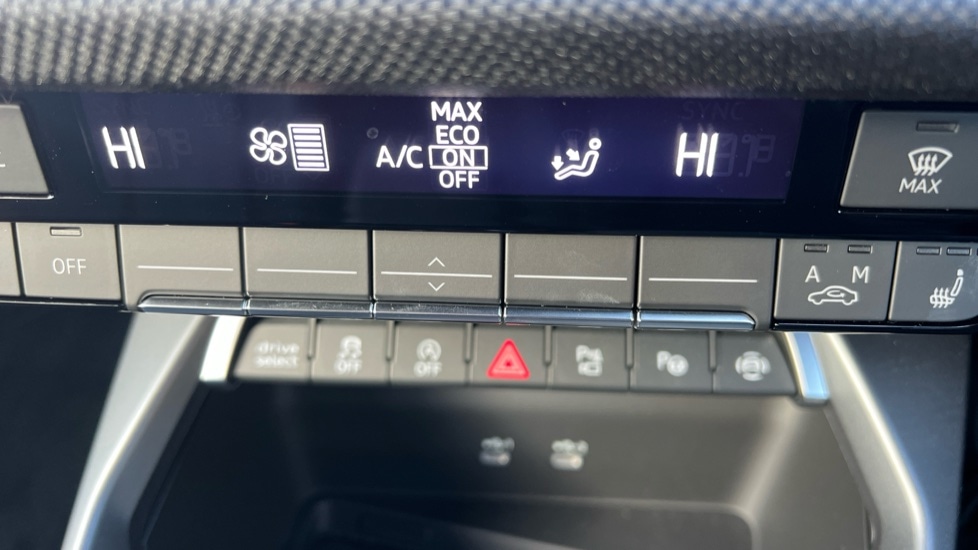 MAX
ECO
HI A/C ON HI
OFF
MAX
OFF
A M
drive
select
OFF
OFF